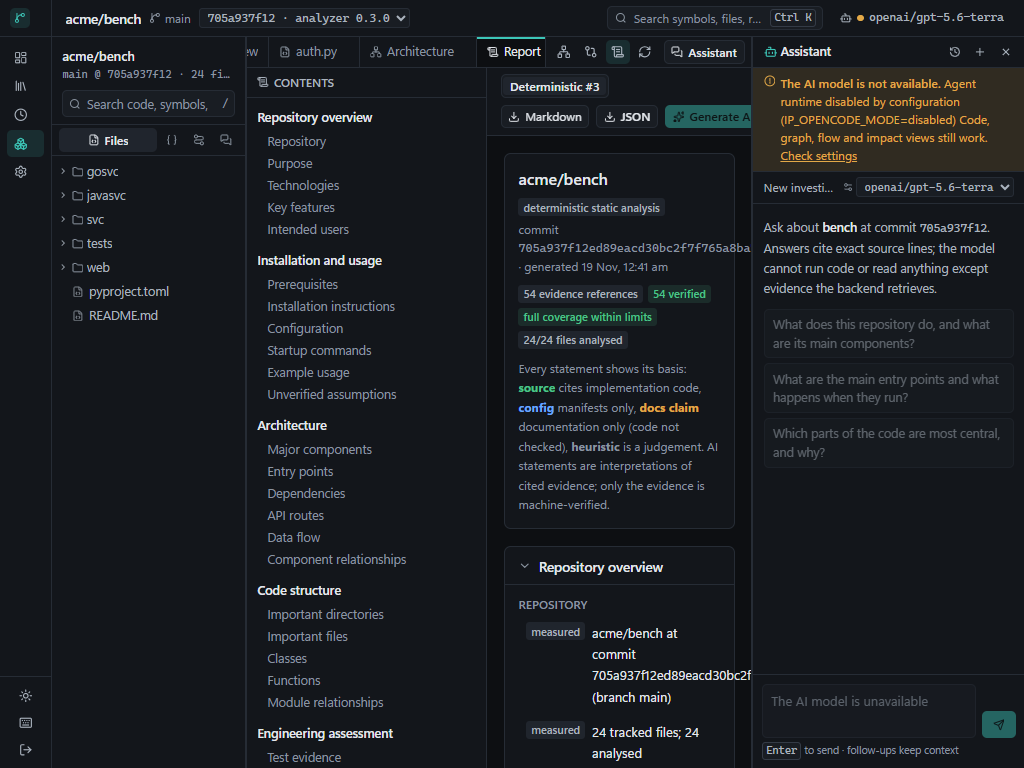 acme/bench main 705a937f12 · analyzer 0.3.0 Search symbols, files, r... Ctrl K openai/gpt-5.6-terra
acme/bench
main @ 705a937f12 · 24 fi…
Search code, symbols, /
Files
gosvc
javasvc
svc
tests
web
pyproject.toml
README.md
ew auth.py Architecture Report Assistant
CONTENTS
Repository overview
Repository
Purpose
Technologies
Key features
Intended users
Installation and usage
Prerequisites
Installation instructions
Configuration
Startup commands
Example usage
Unverified assumptions
Architecture
Major components
Entry points
Dependencies
API routes
Data flow
Component relationships
Code structure
Important directories
Important files
Classes
Functions
Module relationships
Engineering assessment
Test evidence
Deterministic #3
Markdown JSON Generate A
acme/bench
deterministic static analysis
commit
705a937f12ed89eacd30bc2f7f765a8ba
· generated 19 Nov, 12:41 am
54 evidence references 54 verified
full coverage within limits
24/24 files analysed
Every statement shows its basis:
source cites implementation code,
config manifests only, docs claim
documentation only (code not
checked), heuristic is a judgement. AI
statements are interpretations of
cited evidence; only the evidence is
machine-verified.
Repository overview
REPOSITORY
measured acme/bench at
commit
705a937f12ed89eacd30bc2f
(branch main)
measured 24 tracked files; 24
analysed
Assistant
The AI model is not available. Agent
runtime disabled by configuration
(IP_OPENCODE_MODE=disabled) Code,
graph, flow and impact views still work.
Check settings
New investi... openai/gpt-5.6-terra
Ask about bench at commit 705a937f12.
Answers cite exact source lines; the model
cannot run code or read anything except
evidence the backend retrieves.
What does this repository do, and what
are its main components?
What are the main entry points and what
happens when they run?
Which parts of the code are most central,
and why?
The AI model is unavailable
Enter to send · follow-ups keep context